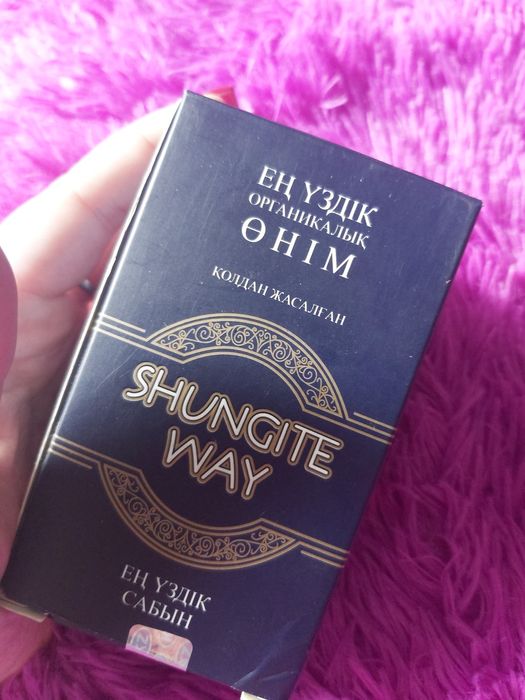 ЕҢ ҮЗДІК
ОРГАНИКАЛЫҚ
ӨНІМ
ҚОЛДАН ЖАСАЛҒАН
SHUNGITE
WAY
ЕҢ ҮЗДІК
САБЫН